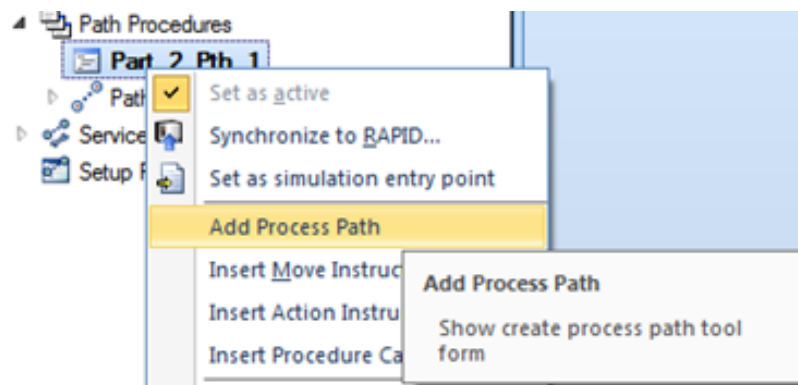 Path Procedures
Part_2_Pth_1
Path
Set as active
Service
Synchronize to RAPID...
Setup
Set as simulation entry point
Add Process Path
Insert Move Instruc
Add Process Path
Insert Action Instru
Show create process path tool
form
Insert Procedure Ca